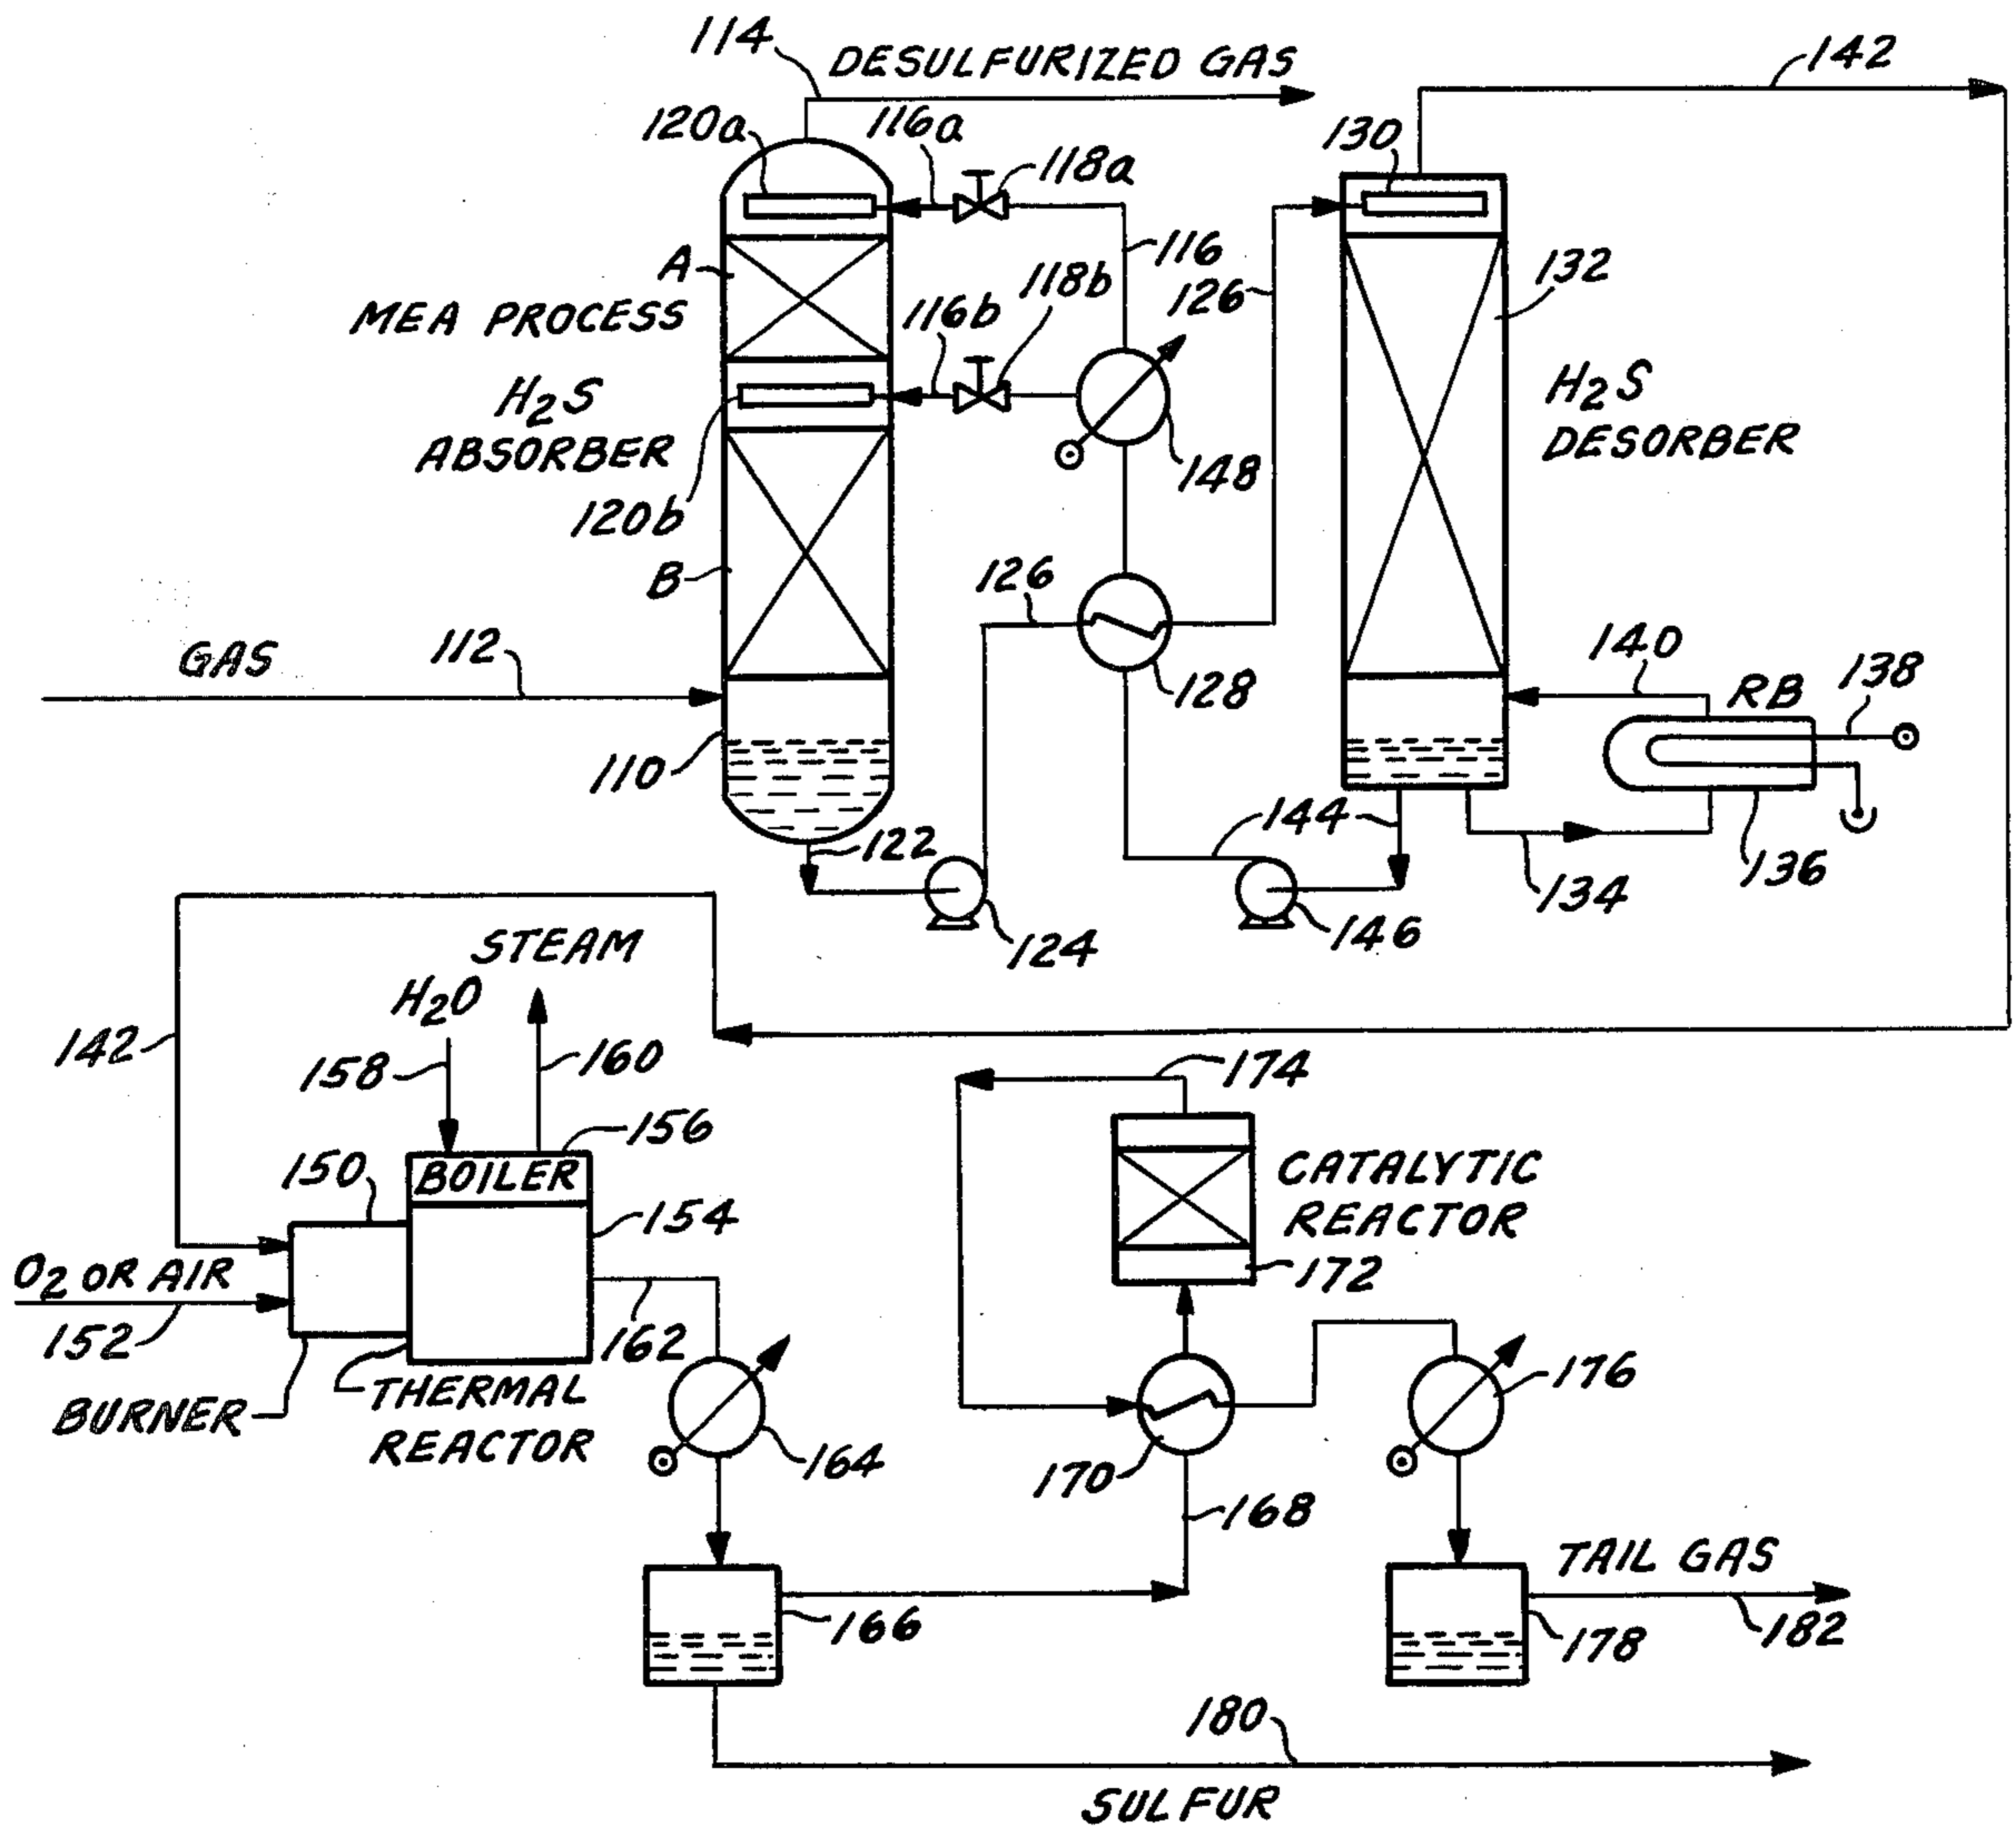 114
DESULFURIZED GAS
142
120a
116a
118a
130
A
116
132
MEA PROCESS
116b
118b
126
H2S
ABSORBER
H2S
DESORBER
120b
148
B
126
GAS
112
128
140
RB
138
110
122
144
136
124
146
134
STEAM
H2O
142
158
160
174
156
150
BOILER
CATALYTIC
REACTOR
154
O2 OR AIR
172
152
162
BURNER
THERMAL
REACTOR
176
164
170
168
TAIL GAS
166
178
182
180
SULFUR